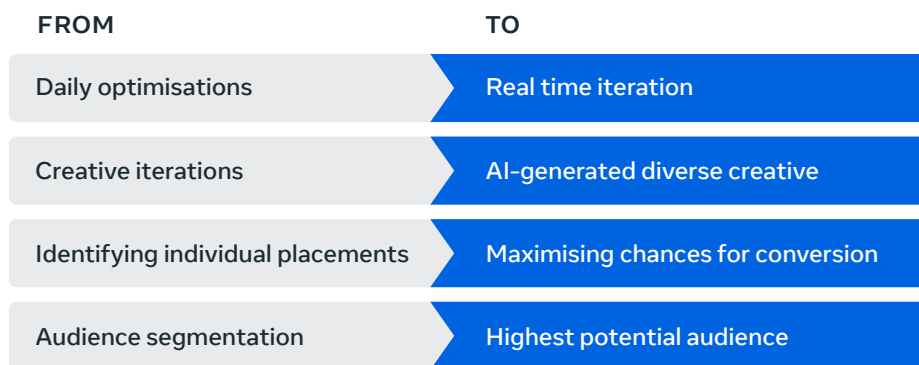 FROM TO
Daily optimisations Real time iteration
Creative iterations AI-generated diverse creative
Identifying individual placements Maximising chances for conversion
Audience segmentation Highest potential audience